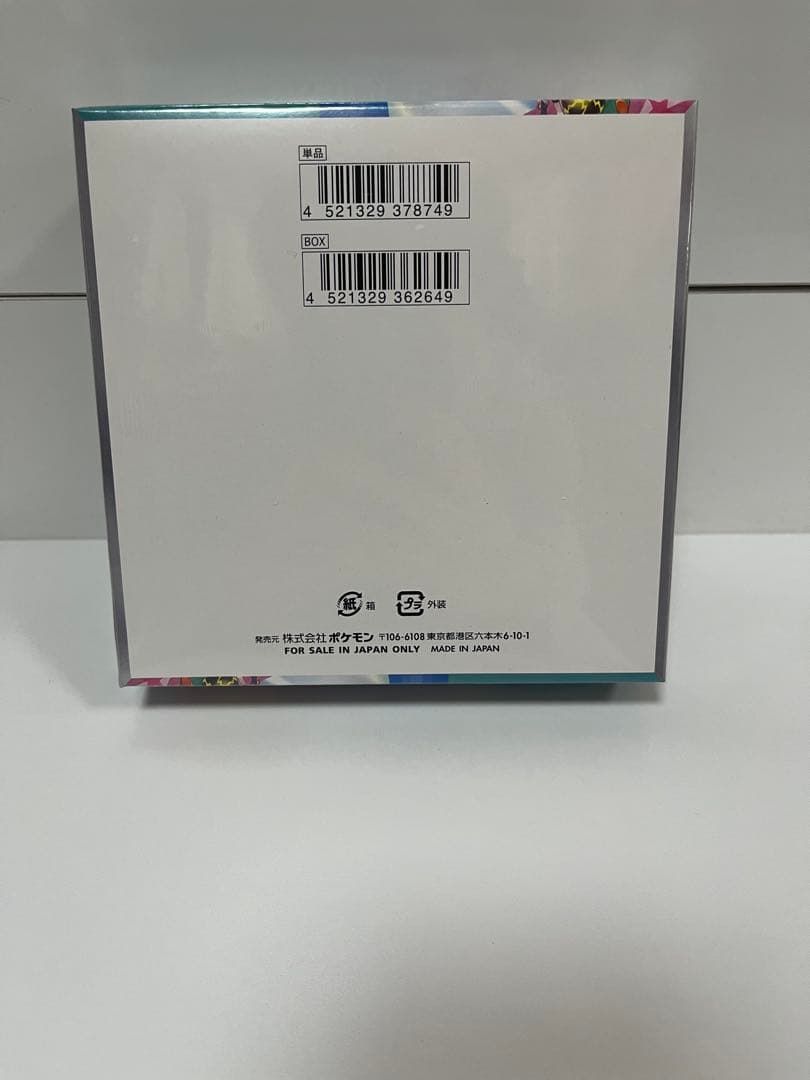 単品
4 521329 378749
BOX
4 521329 362649
紙 箱 プラ 外装
発売元 株式会社ポケモン 〒106-6108 東京都港区六本木6-10-1
FOR SALE IN JAPAN ONLY MADE IN JAPAN